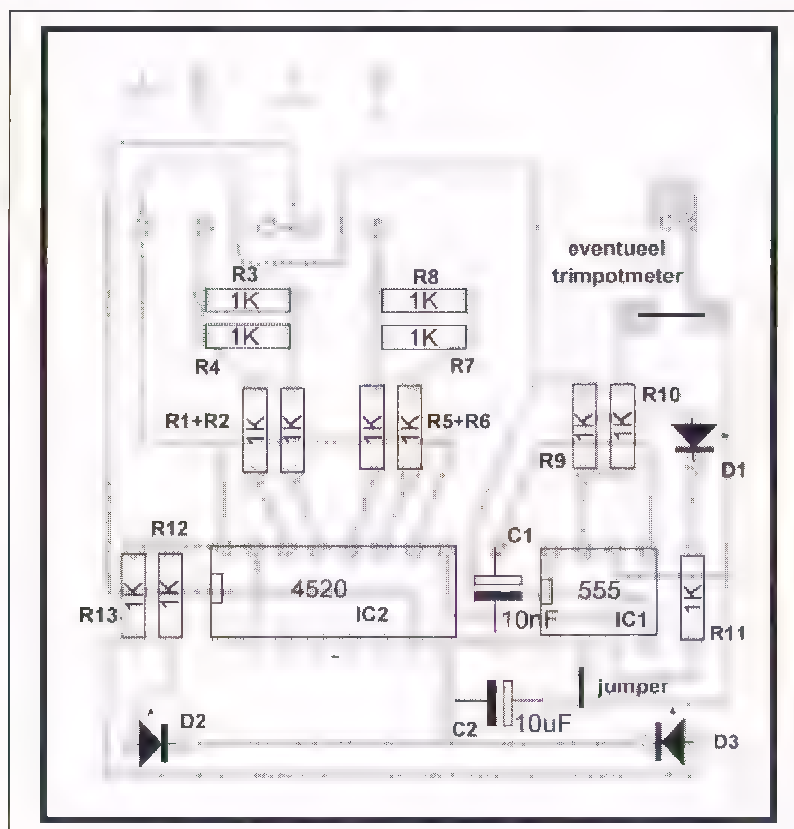 eventueel
trimpotmeter
R3
R8
1K
1K
1K
1K
R4
R7
R10
R1+R2
1K
1K
1K
1K
R5+R6
1K
1K
R9
D1
C1
R12
1K
1K
4520
IC2
10nF
555
IC1
1K
R13
R11
jumper
D2
C2
10uF
D3